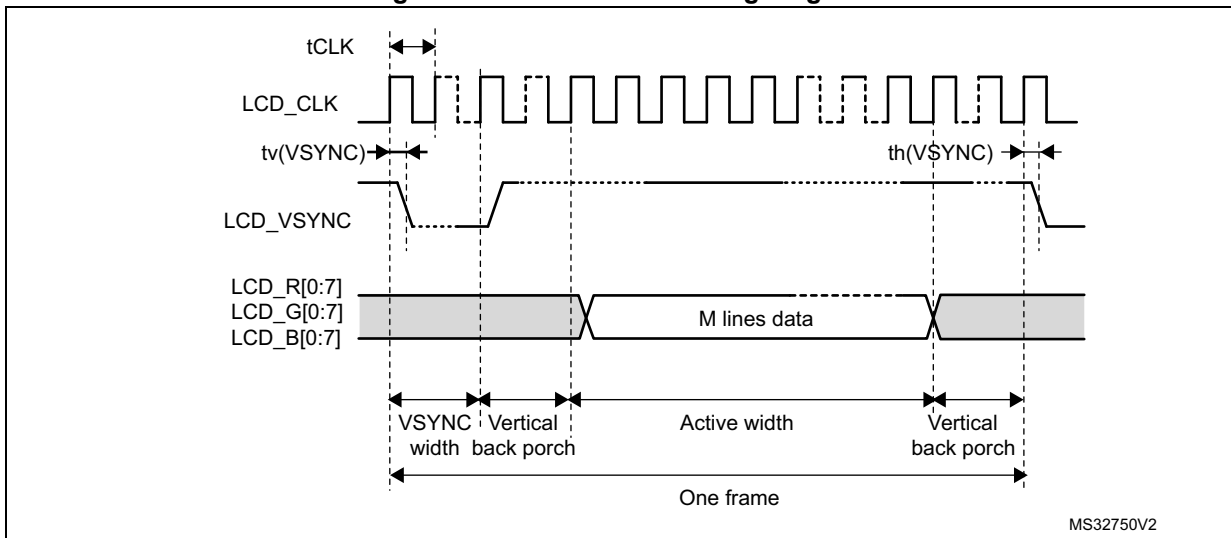 tCLK
LCD_CLK
tv(VSYNC)
th(VSYNC)
LCD_VSYNC
LCD_R[0:7]
LCD_G[0:7]
LCD_B[0:7]
M lines data
VSYNC width
Vertical back porch
Active width
Vertical back porch
One frame
MS32750V2